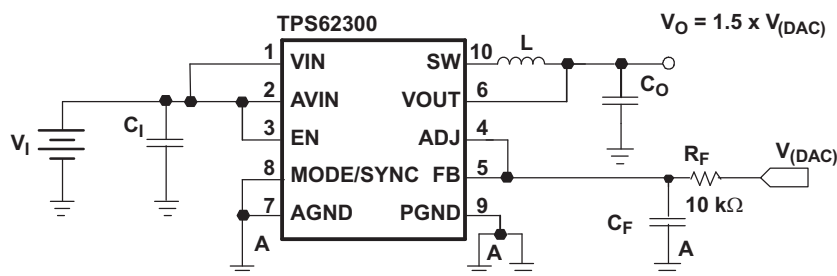 TPS62300
V_O = 1.5 x V_(DAC)
1 VIN SW 10 L
2 AVIN VOUT 6
C_O
C_I
3 EN ADJ 4
V_I
8 MODE/SYNC FB 5
R_F V_(DAC)
10 kΩ
7 AGND PGND 9
C_F
A A A